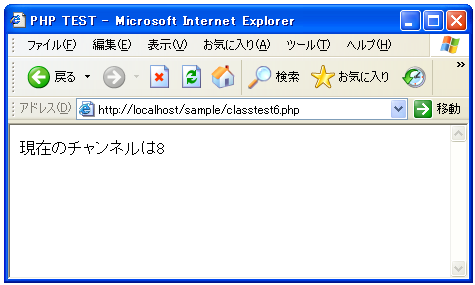 PHP TEST - Microsoft Internet Explorer
ファイル(F) 編集(E) 表示(V) お気に入り(A) ツール(T) ヘルプ(H)
戻る 検索 お気に入り
アドレス(D) http://localhost/sample/classtest6.php 移動
現在のチャンネルは8